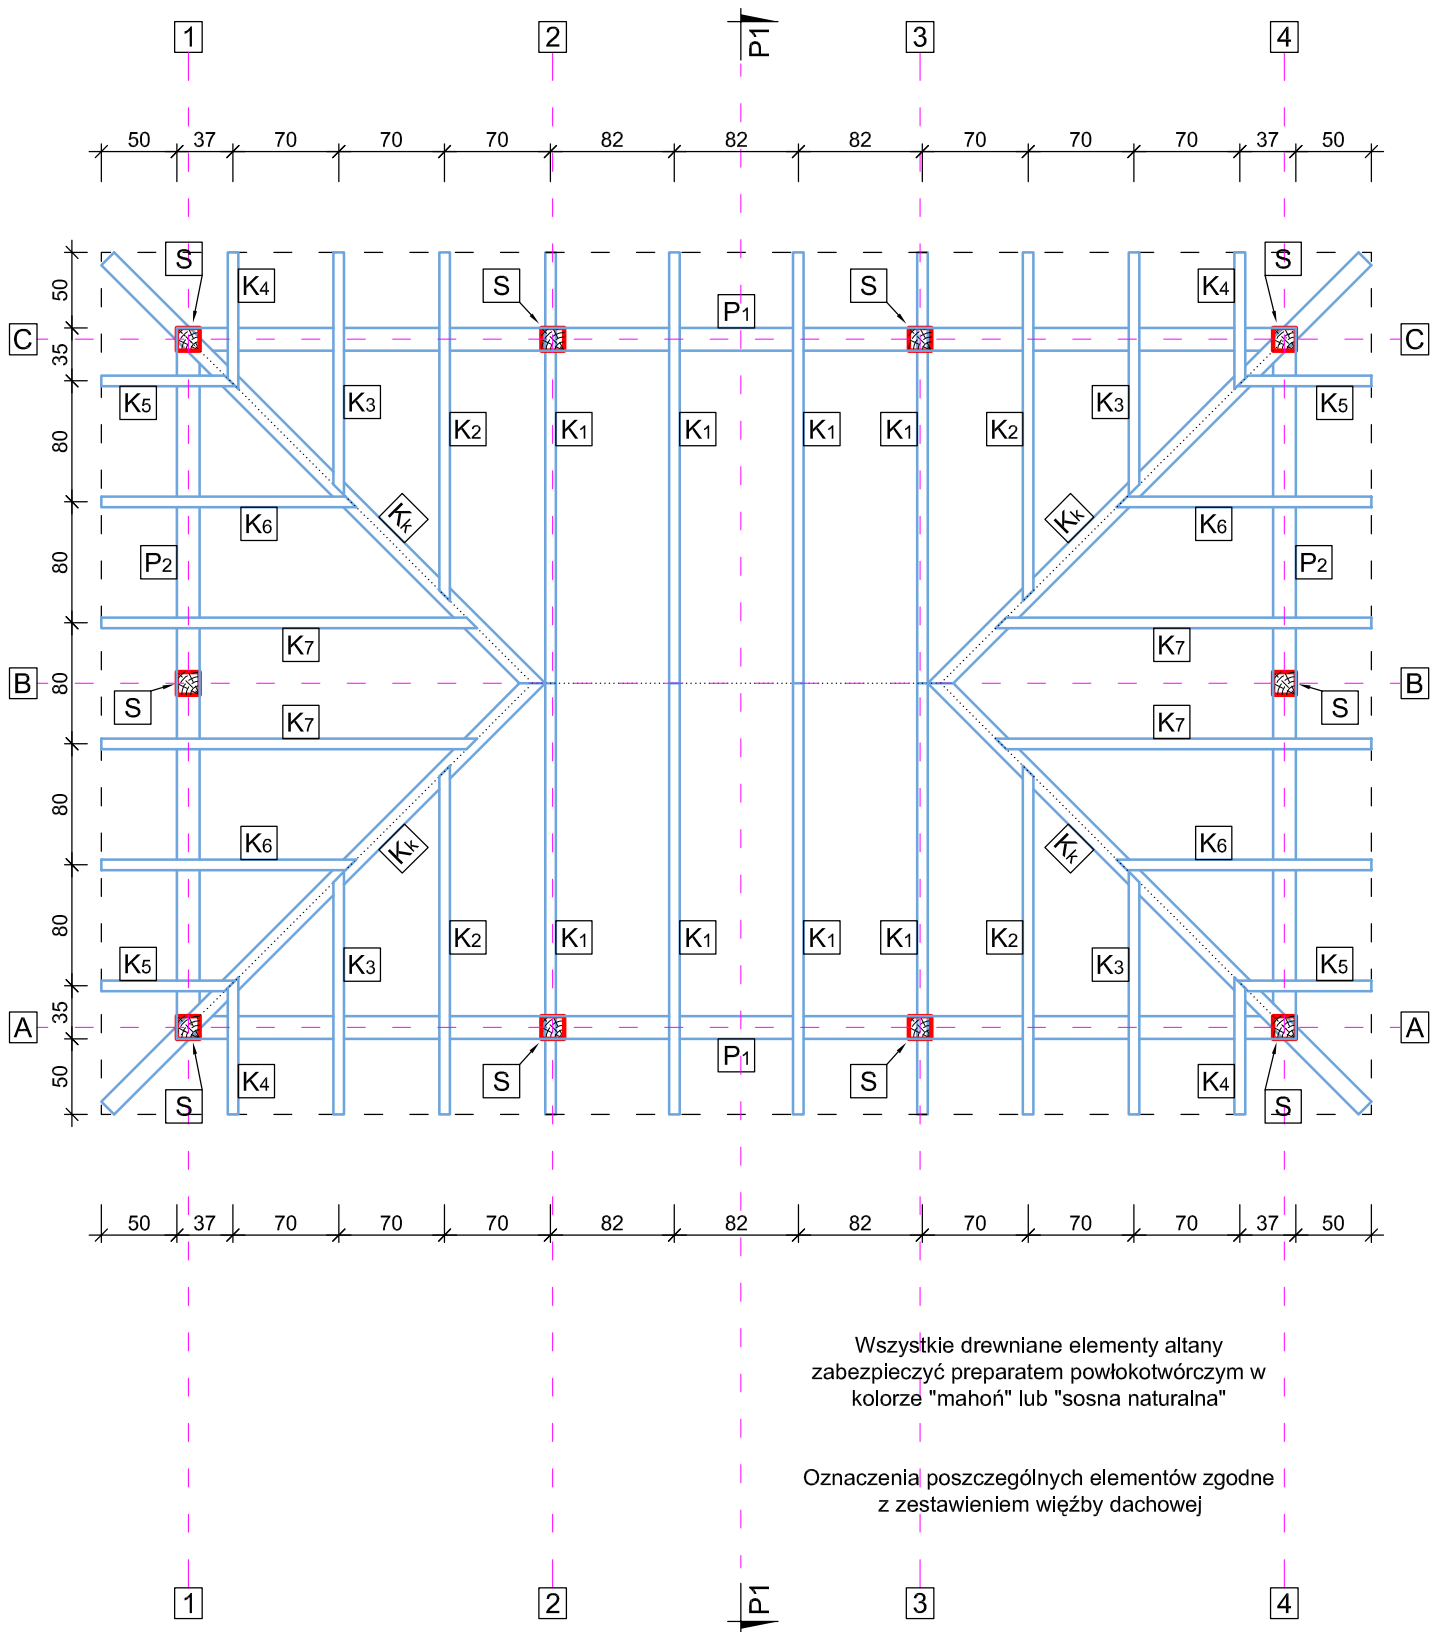 1 2 P1 3 4
50 37 70 70 70 82 82 82 70 70 70 37 50
S K4 S P1 S K4 S
50
C C
35
K5 K3 K2 K1 K1 K1 K1 K2 K3 K5
80
K6 Kk Kk K6
P2 P2
80
K7 K7
B B
80
S S
K7 K7
80
K6 Kk Kk K6
80
K5 K3 K2 K1 K1 K1 K1 K2 K3 K5
35
A A
50
S K4 S P1 S K4 S
50 37 70 70 70 82 82 82 70 70 70 37 50
Wszystkie drewniane elementy altany
zabezpieczyć preparatem powłokotwórczym w
kolorze "mahoń" lub "sosna naturalna"
Oznaczenia poszczególnych elementów zgodne
z zestawieniem więźby dachowej
1 2 P1 3 4